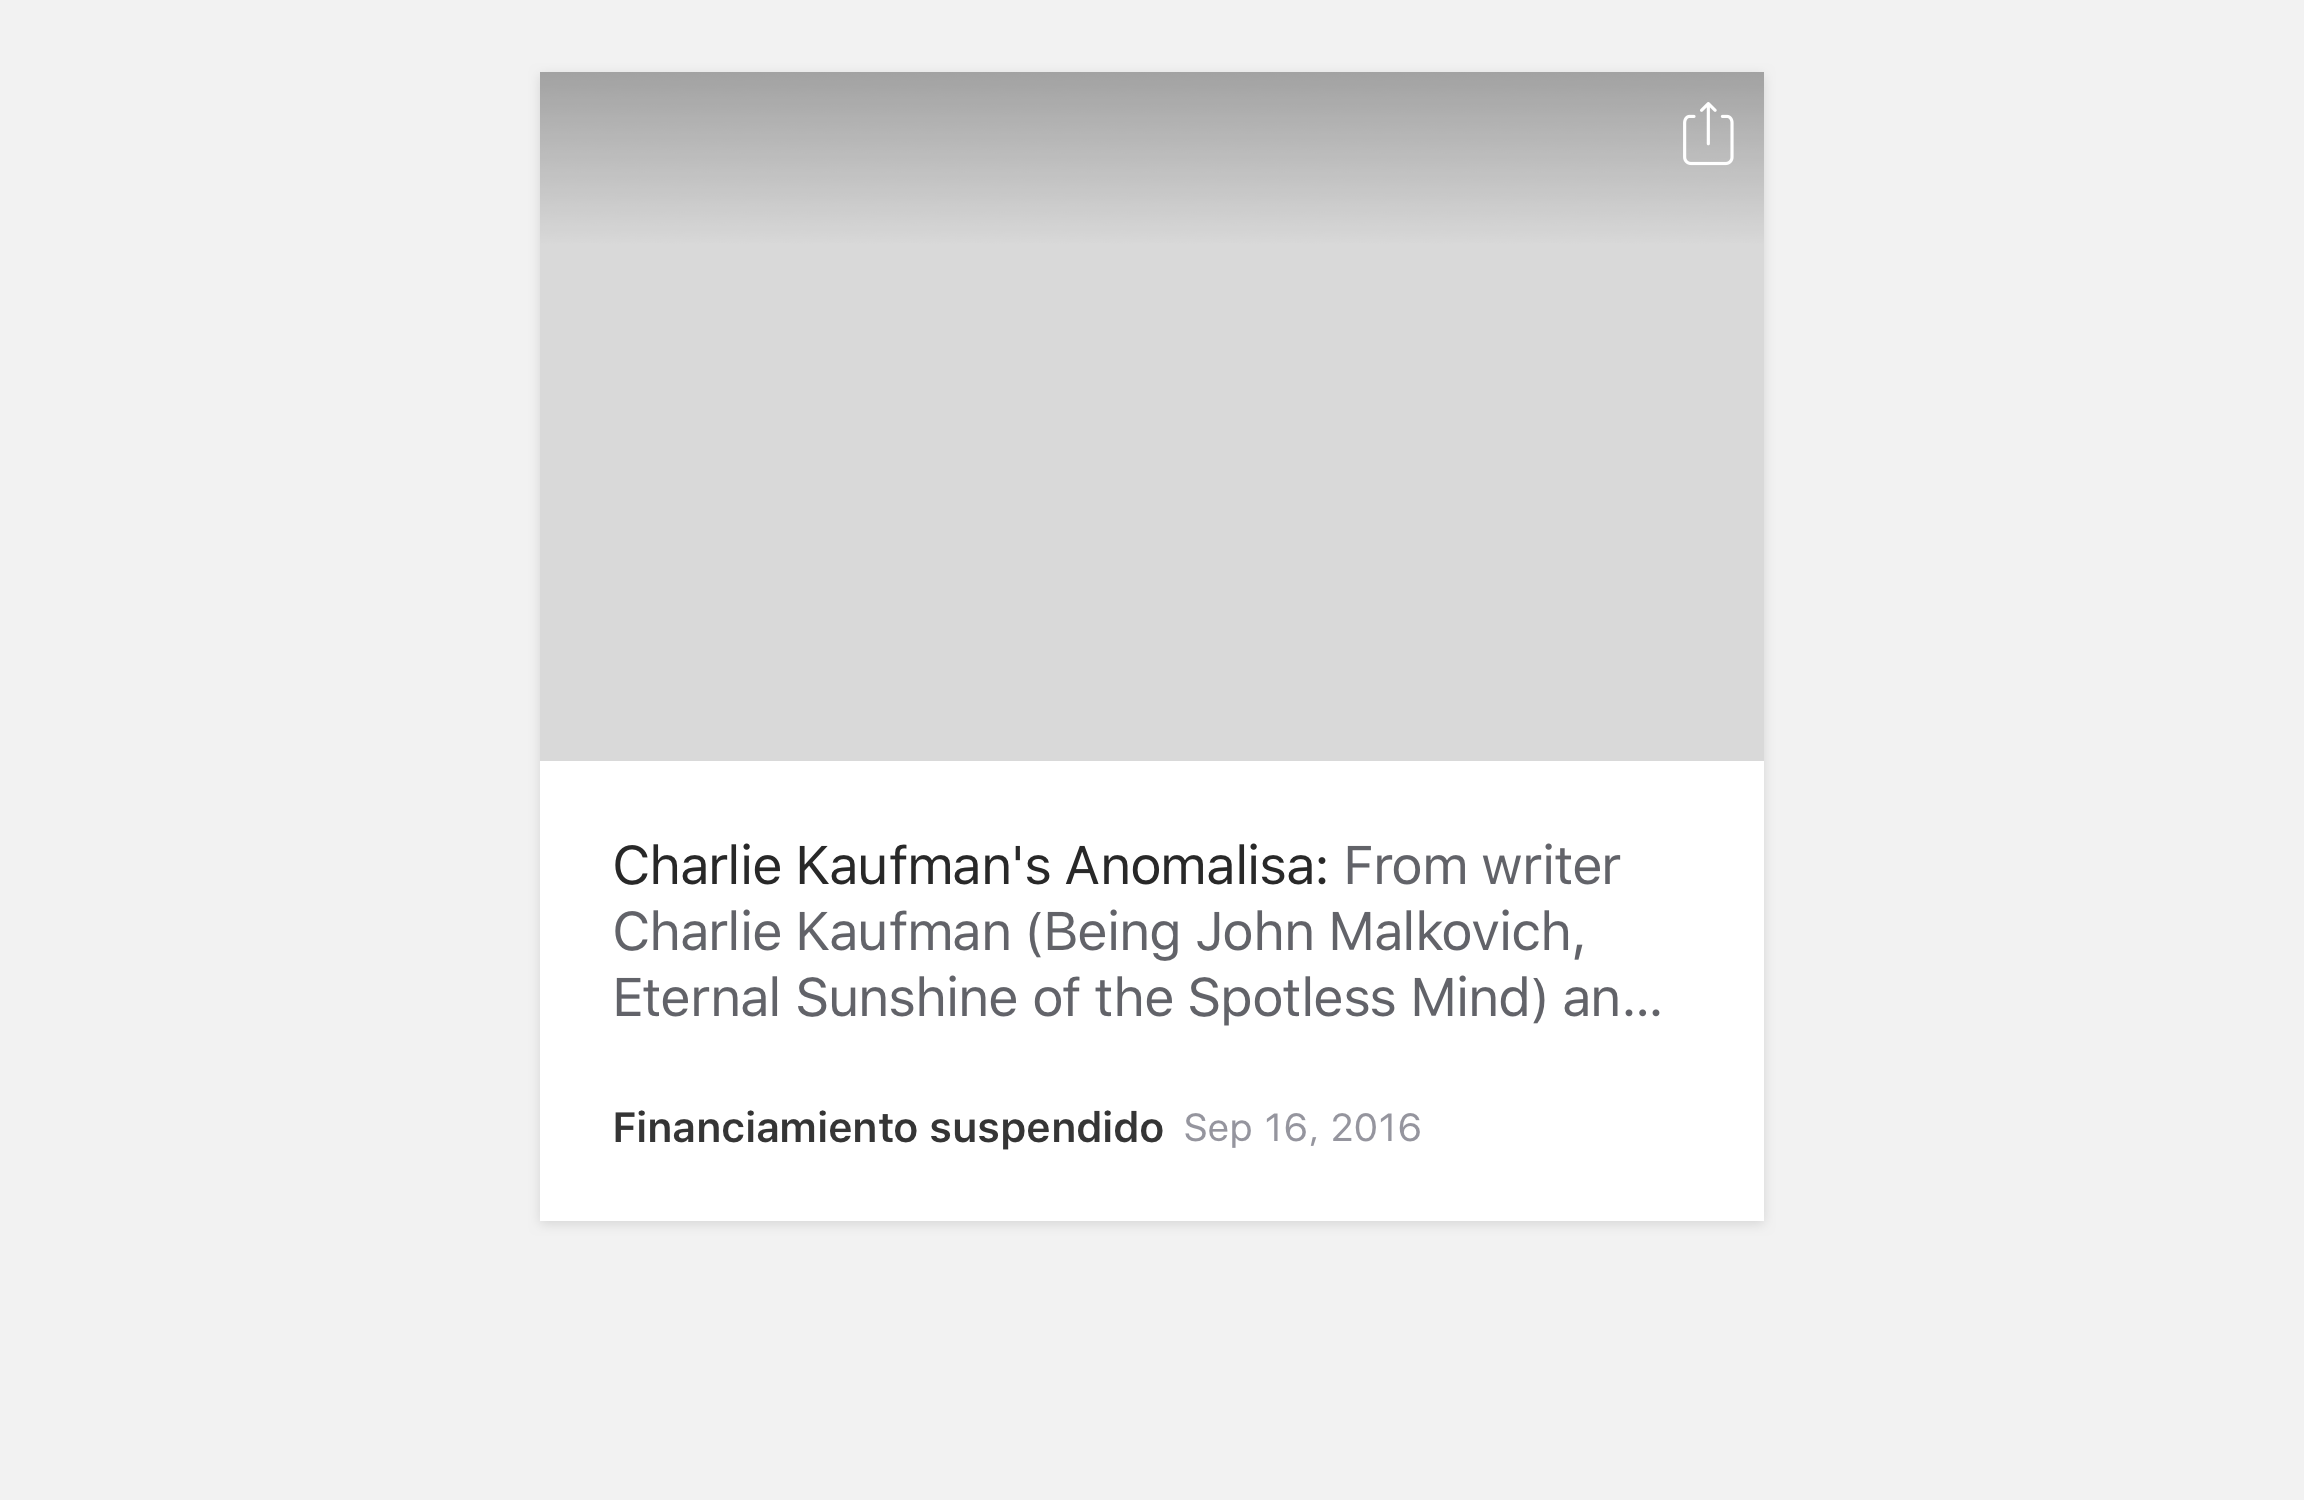 Charlie Kaufman's Anomalisa: From writer
Charlie Kaufman (Being John Malkovich,
Eternal Sunshine of the Spotless Mind) an...
Financiamiento suspendido Sep 16, 2016